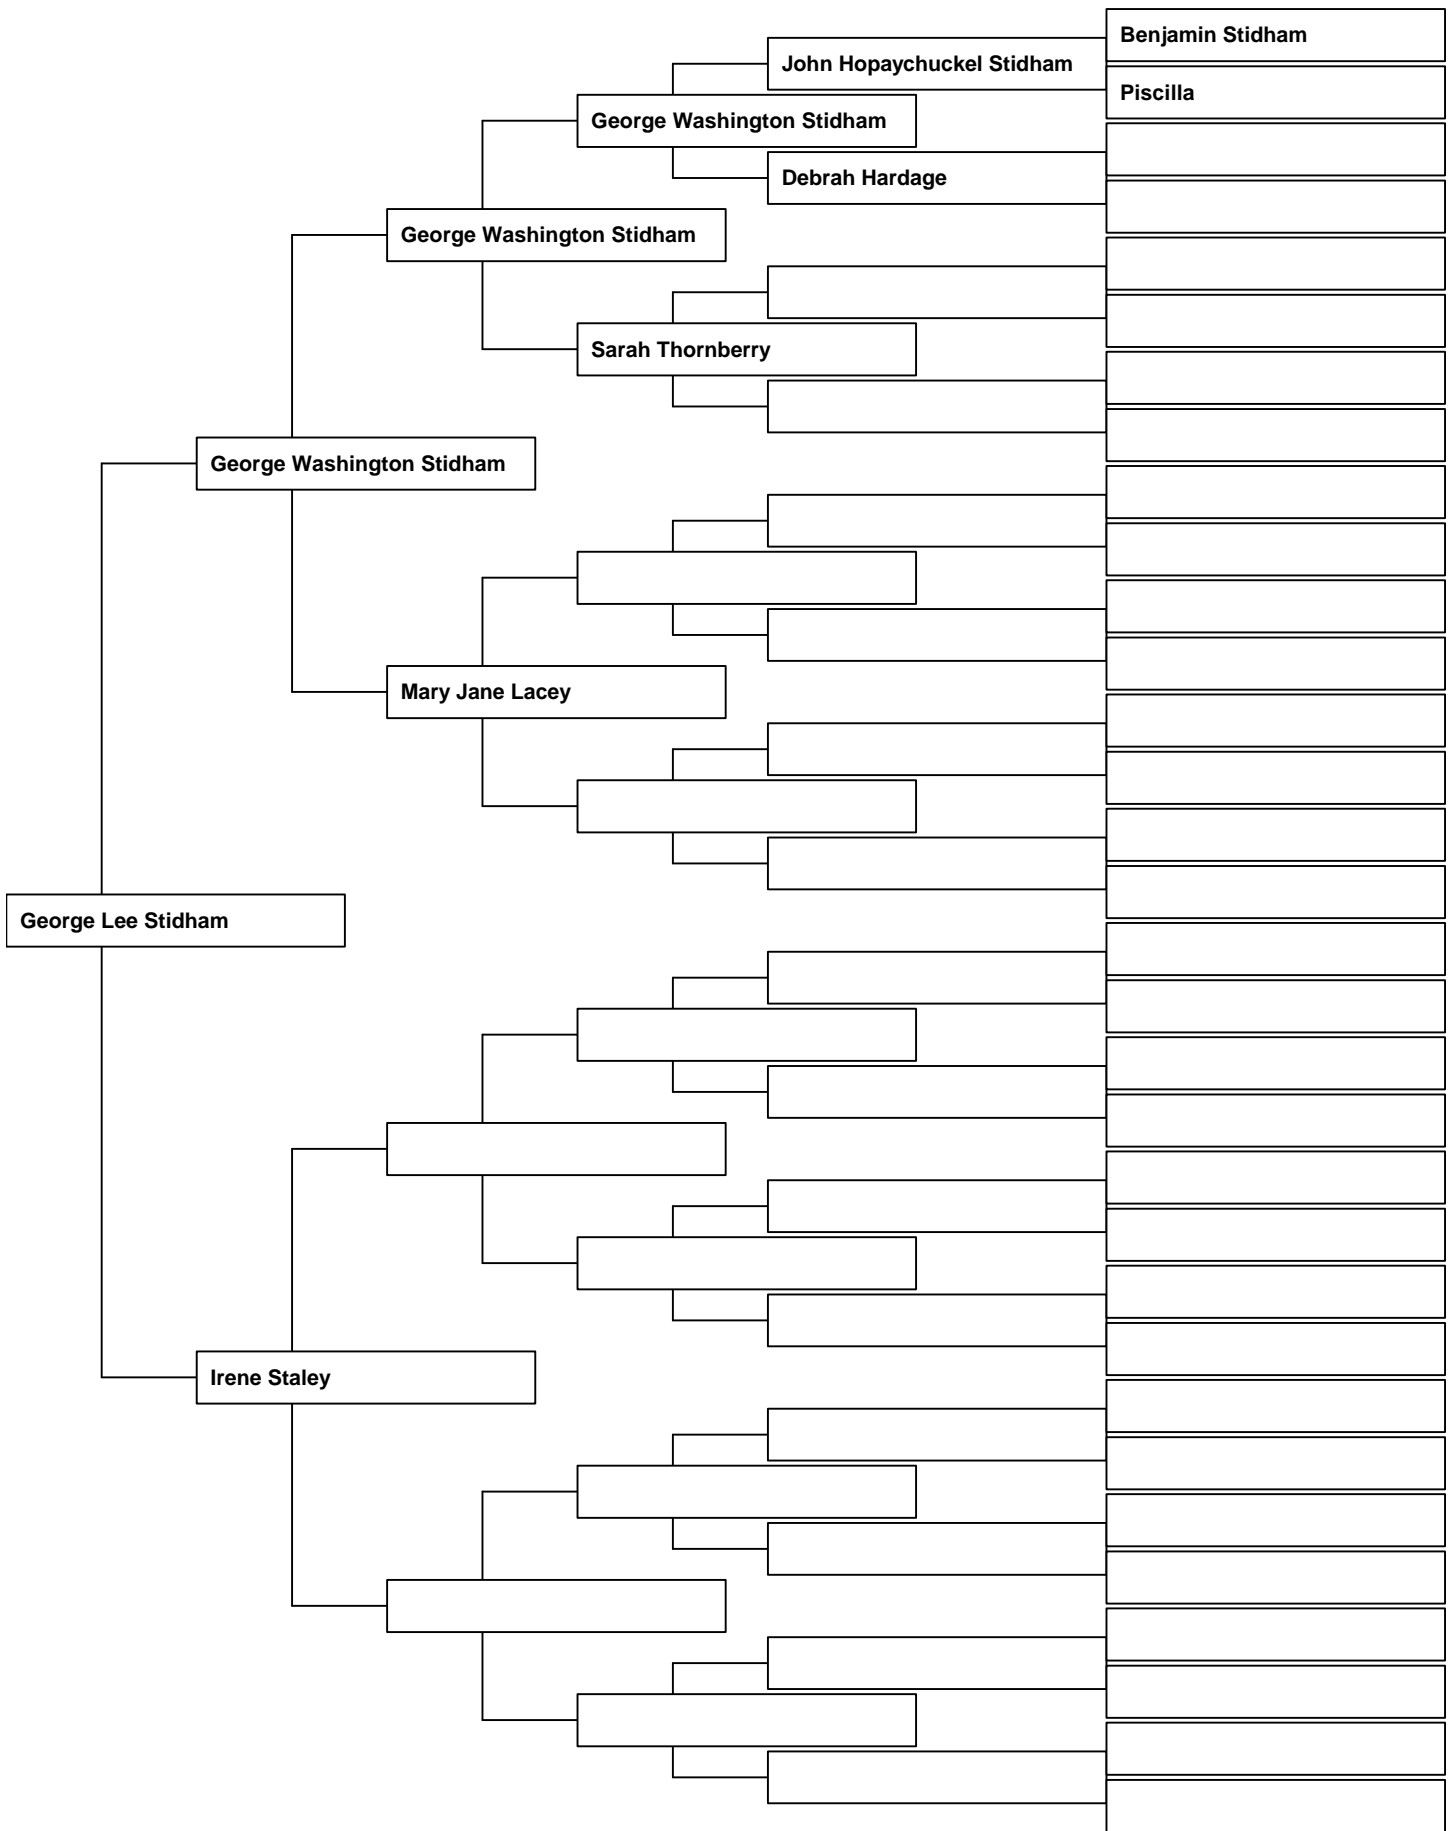 Benjamin Stidham
John Hopaychuckel Stidham
Piscilla
George Washington Stidham
Debrah Hardage
George Washington Stidham
Sarah Thornberry
George Washington Stidham
Mary Jane Lacey
George Lee Stidham
Irene Staley